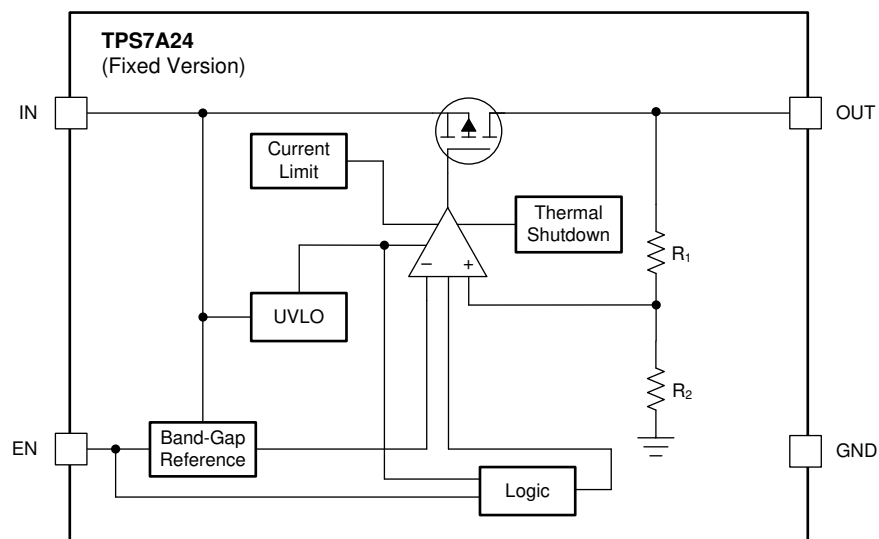 TPS7A24
(Fixed Version)
IN
OUT
Current
Limit
Thermal
Shutdown
− +
R₁
UVLO
R₂
EN
Band-Gap
Reference
GND
Logic